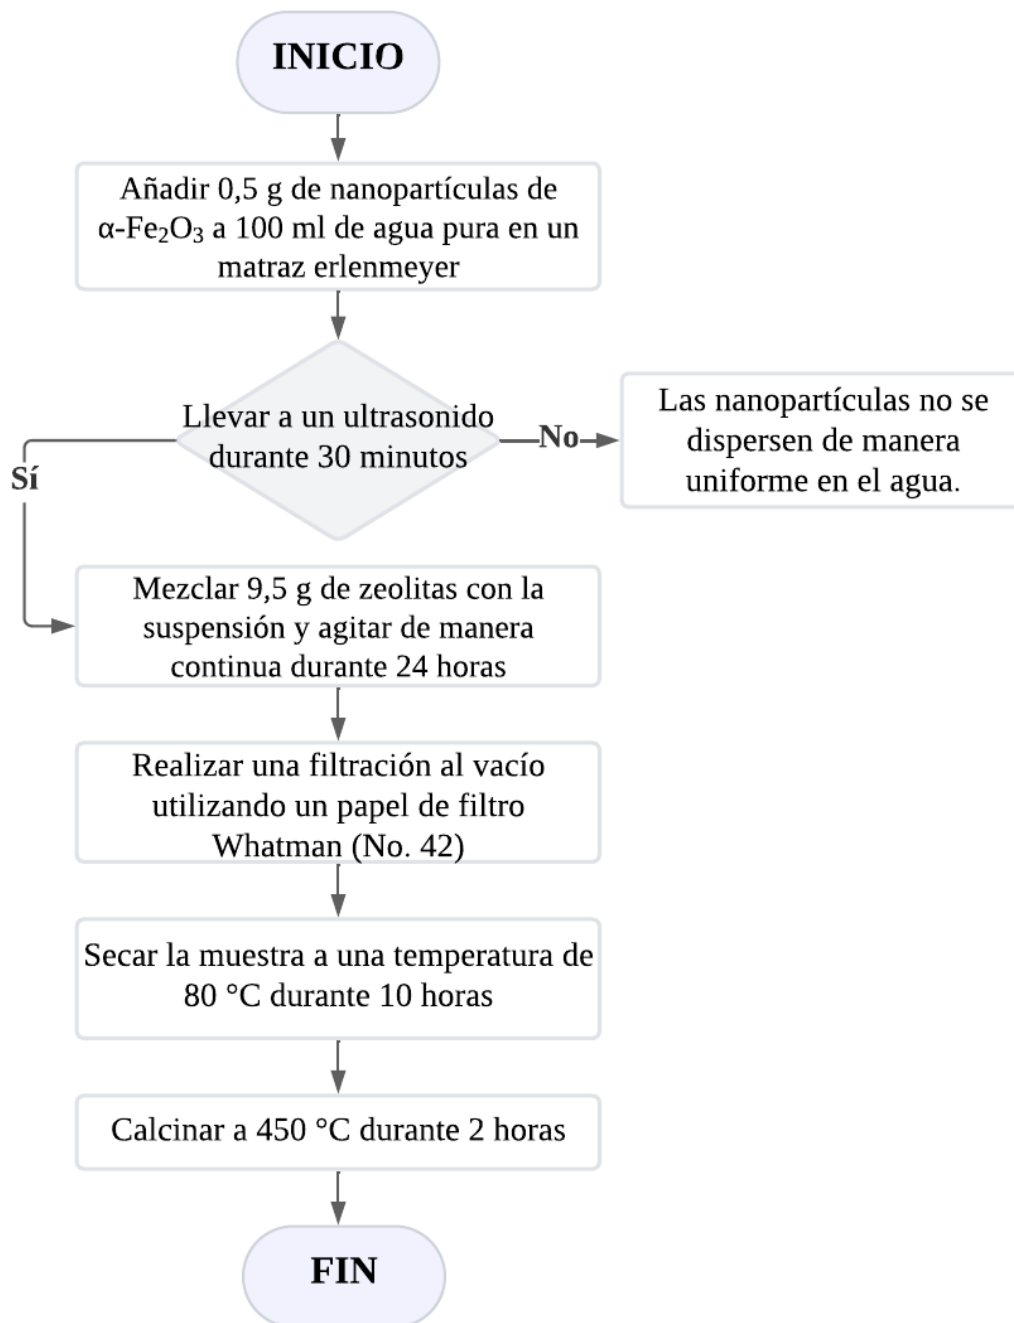 INICIO
Añadir 0,5 g de nanopartículas de
α-Fe₂O₃ a 100 ml de agua pura en un
matraz erlenmeyer
Llevar a un ultrasonido
durante 30 minutos
No
Las nanopartículas no se
dispersen de manera
uniforme en el agua.
Sí
Mezclar 9,5 g de zeolitas con la
suspensión y agitar de manera
continua durante 24 horas
Realizar una filtración al vacío
utilizando un papel de filtro
Whatman (No. 42)
Secar la muestra a una temperatura de
80 °C durante 10 horas
Calcinar a 450 °C durante 2 horas
FIN